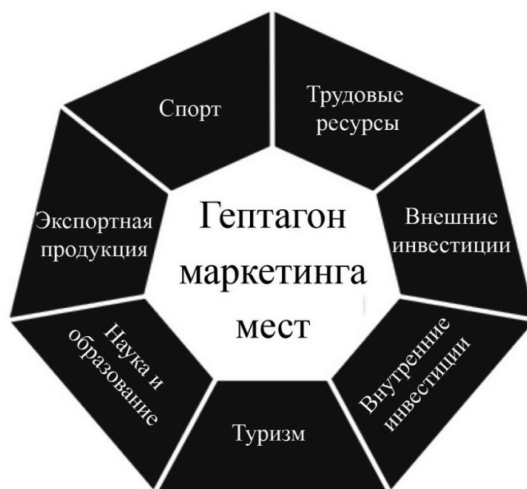 Спорт
Трудовые
ресурсы
Экспортная
продукция
Гептагон
маркетинга
мест
Внешние
инвестиции
Наука и
образование
Туризм
Внутренние
инвестиции